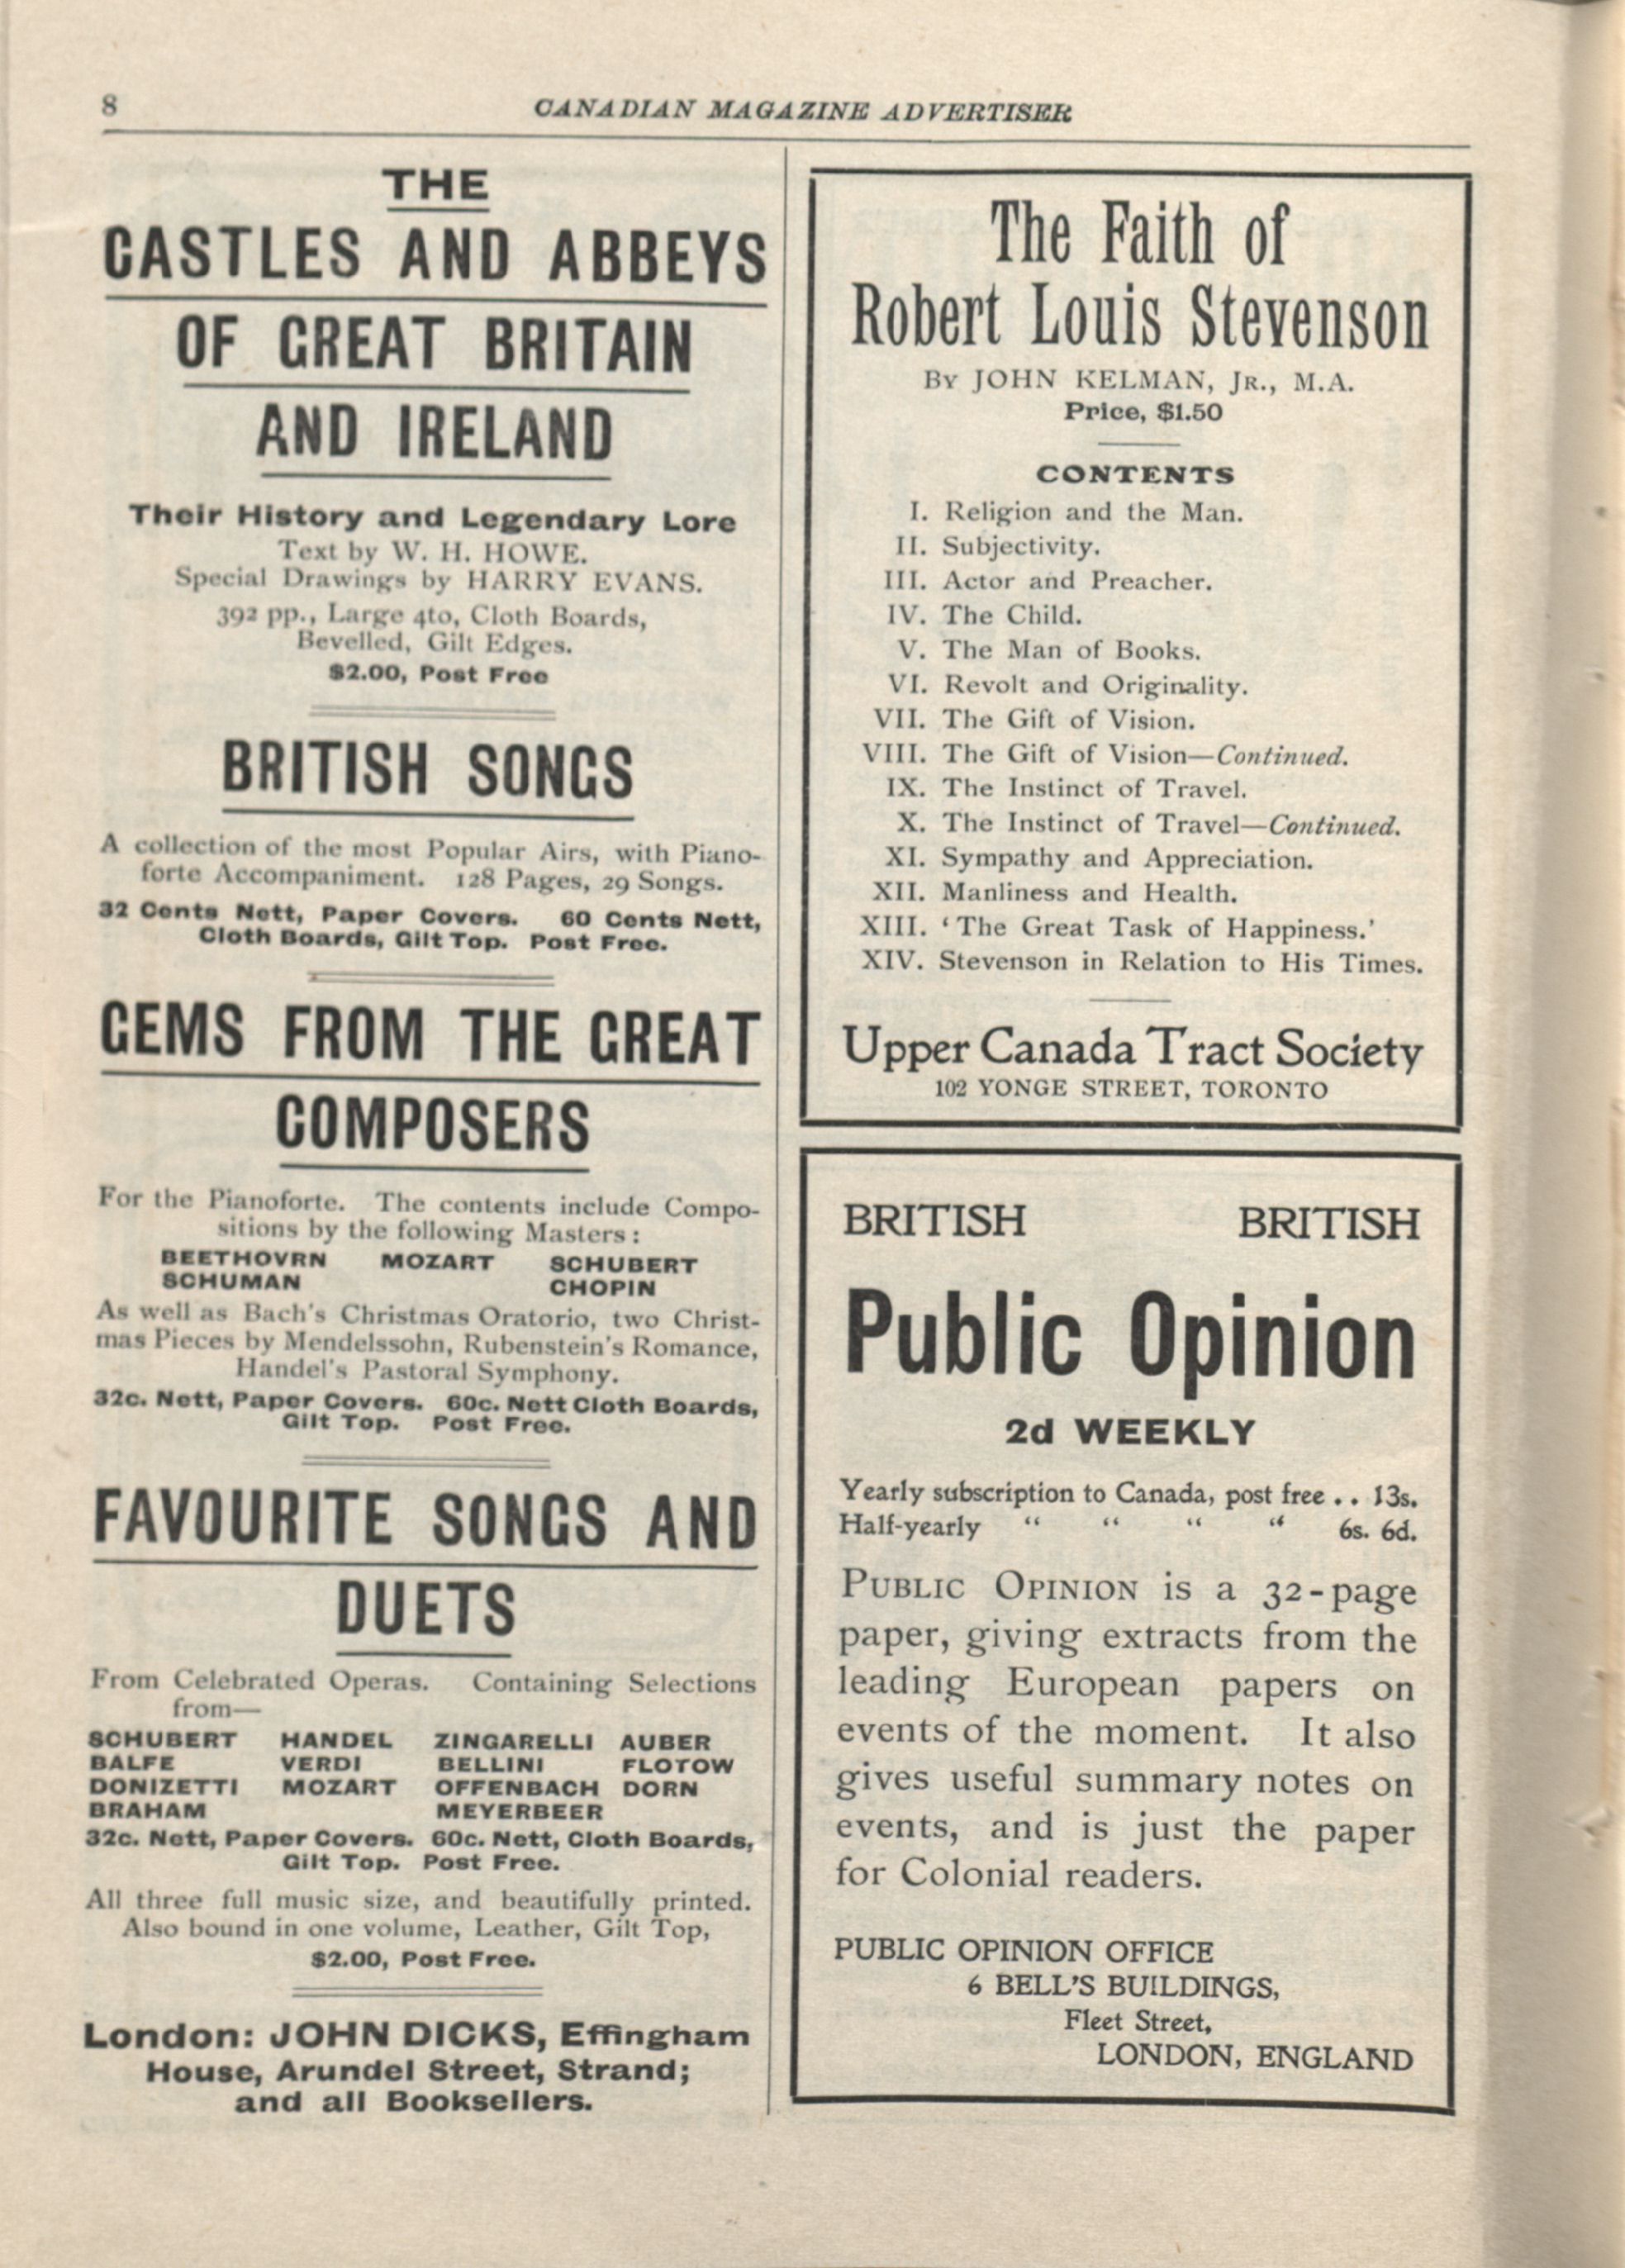 8
CANADIAN MAGAZINE ADVERTISER
THE
CASTLES AND ABBEYS
OF GREAT BRITAIN
AND IRELAND
Their History and Legendary Lore
Text by W. H. HOWE.
Special Drawings by HARRY EVANS.
392 pp., Large 4to, Cloth Boards,
Bevelled, Gilt Edges.
$2.00, Post Free
BRITISH SONGS
A collection of the most Popular Airs, with Piano-
forte Accompaniment. 128 Pages, 29 Songs.
32 Cents Nett, Paper Covers. 60 Cents Nett,
Cloth Boards, Gilt Top. Post Free.
GEMS FROM THE GREAT
COMPOSERS
For the Pianoforte. The contents include Compo-
sitions by the following Masters:
BEETHOVRN MOZART SCHUBERT
SCHUMAN CHOPIN
As well as Bach's Christmas Oratorio, two Christ-
mas Pieces by Mendelssohn, Rubenstein's Romance,
Handel's Pastoral Symphony.
32c. Nett, Paper Covers. 60c. Nett Cloth Boards,
Gilt Top. Post Free.
FAVOURITE SONGS AND
DUETS
From Celebrated Operas. Containing Selections
from—
SCHUBERT HANDEL ZINGARELLI AUBER
BALFE VERDI BELLINI FLOTOW
DONIZETTI MOZART OFFENBACH DORN
BRAHAM MEYERBEER
32c. Nett, Paper Covers. 60c. Nett, Cloth Boards,
Gilt Top. Post Free.
All three full music size, and beautifully printed.
Also bound in one volume, Leather, Gilt Top,
$2.00, Post Free.
London: JOHN DICKS, Effingham
House, Arundel Street, Strand;
and all Booksellers.
The Faith of
Robert Louis Stevenson
By JOHN KELMAN, Jr., M.A.
Price, $1.50
CONTENTS
I. Religion and the Man.
II. Subjectivity.
III. Actor and Preacher.
IV. The Child.
V. The Man of Books.
VI. Revolt and Originality.
VII. The Gift of Vision.
VIII. The Gift of Vision—Continued.
IX. The Instinct of Travel.
X. The Instinct of Travel—Continued.
XI. Sympathy and Appreciation.
XII. Manliness and Health.
XIII. ‘The Great Task of Happiness.’
XIV. Stevenson in Relation to His Times.
Upper Canada Tract Society
102 YONGE STREET, TORONTO
BRITISH BRITISH
Public Opinion
2d WEEKLY
Yearly subscription to Canada, post free .. 13s.
Half-yearly “ “ “ “ 6s. 6d.
PUBLIC OPINION is a 32-page
paper, giving extracts from the
leading European papers on
events of the moment. It also
gives useful summary notes on
events, and is just the paper
for Colonial readers.
PUBLIC OPINION OFFICE
6 BELL'S BUILDINGS,
Fleet Street,
LONDON, ENGLAND